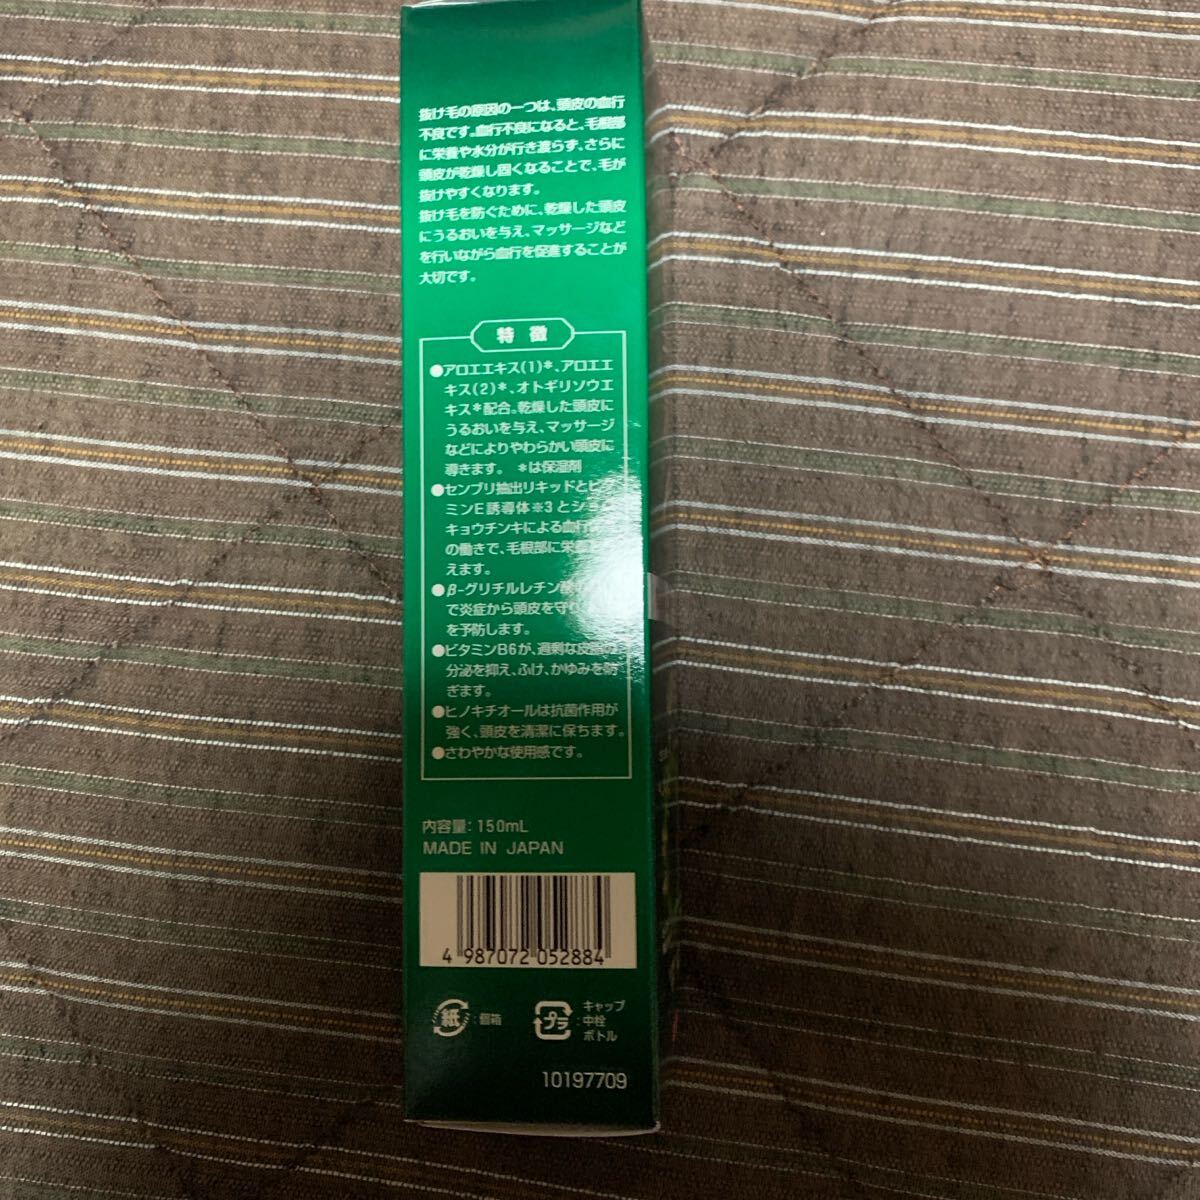 抜け毛の原因の一つは、頭皮の血行
不良です。血行不良になると、毛根部
に栄養や水分が行き渡らず、さらに
頭皮が乾燥し固くなることで、毛が
抜けやすくなります。
抜け毛を防ぐために、乾燥した頭皮
にうるおいを与え、マッサージなど
を行いながら血行を促進することが
大切です。
特徴
●アロエエキス(1)*、アロエエ
キス(2)*、オトギリソウエ
キス*配合。乾燥した頭皮に
うるおいを与え、マッサージ
などによりやわらかい頭皮に
導きます。 *は保湿剤
●センブリ抽出リキッドとビタ
ミンE誘導体※3とショウ
キョウチンキによる血行
の働きで、毛根部に栄養
えます。
●β-グリチルレチン酸
で炎症から頭皮を守り
を予防します。
●ビタミンB6が、過剰な皮脂の
分泌を抑え、ふけ、かゆみを防
ぎます。
●ヒノキチオールは抗菌作用が
強く、頭皮を清潔に保ちます。
●さわやかな使用感です。
内容量: 150mL
MADE IN JAPAN
4 987072 052884
紙 : 個箱
プラ : キャップ
中栓
ボトル
10197709